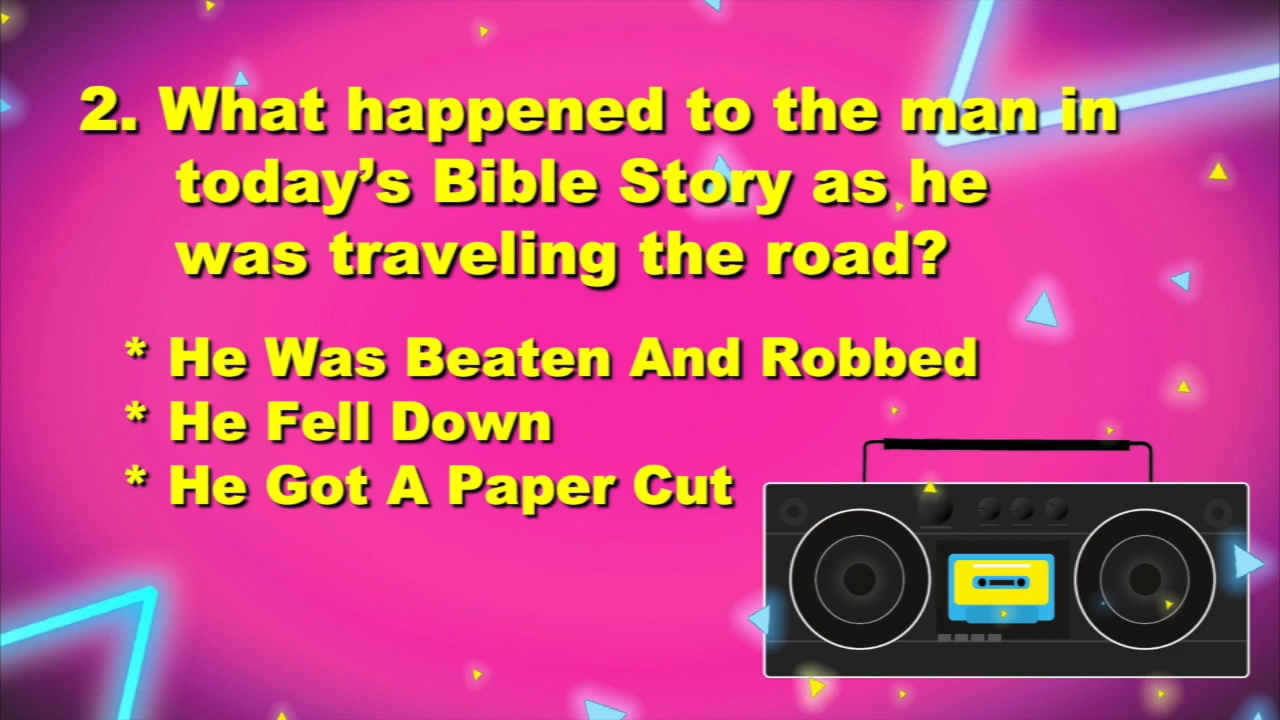 2. What happened to the man in
today’s Bible Story as he
was traveling the road?
* He Was Beaten And Robbed
* He Fell Down
* He Got A Paper Cut